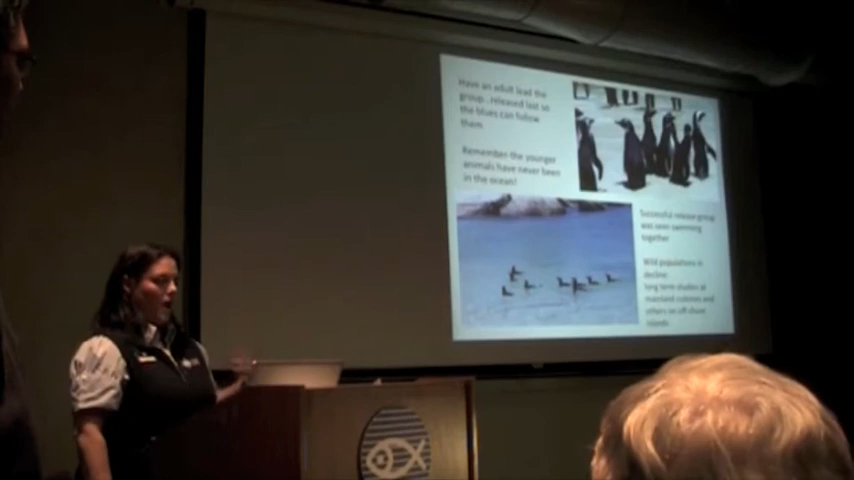 Have an adult lead the
group...released last so
the blues can follow
them
Remember the younger
animals have never been
in the ocean!
Successful release group
was seen swimming
together
Wild populations in
decline:
long term studies at
mainland colonies and
others on off shore
islands